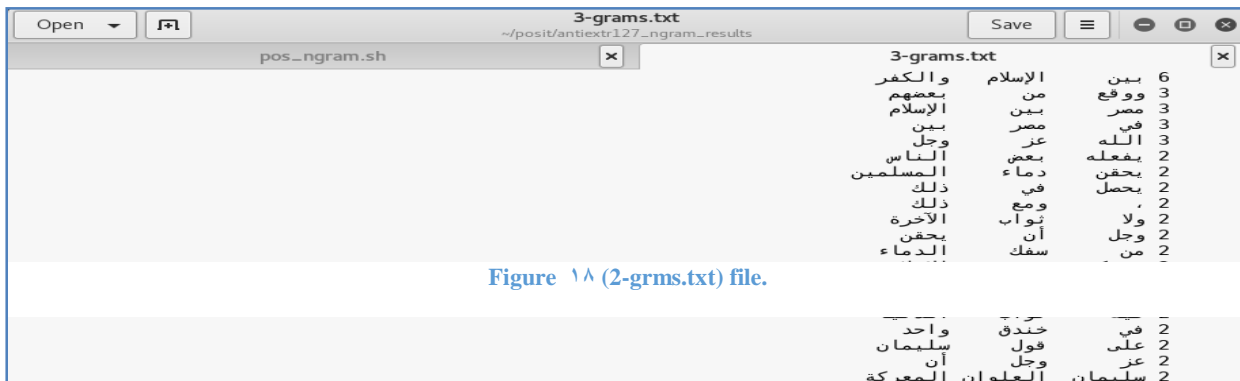 Open
3-grams.txt
~/posit/antiextr127_ngram_results
Save
pos_ngram.sh
3-grams.txt
6 بين الإسلام والكفر
3 ووقع من بعضهم
3 مصر بين الإسلام
3 في مصر بين
3 الله عز وجل
2 يفعله بعض الناس
2 يحقن دماء المسلمين
2 يحصل في ذلك
2 ، ومع ذلك
2 ولا ثواب الآخرة
2 وجل أن يحقن
2 من سفك الدماء
Figure ١٨ (2-grms.txt) file.
2 في خندق واحد
2 على قول سليمان
2 عز وجل أن
2 سليمان العلوان المعركة